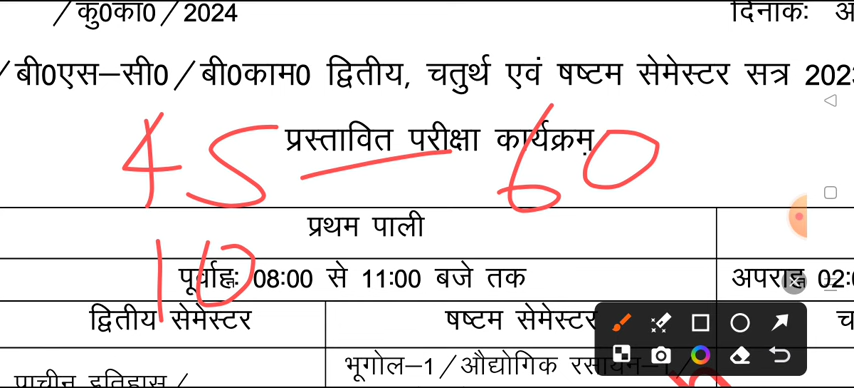 / कु0का0 / 2024 दिनांकः अ
/ बी0एस–सी0 / बी0काम0 द्वितीय, चतुर्थ एवं षष्टम सेमेस्टर सत्र 202
45 प्रस्तावित परीक्षा कार्यक्रम 60
प्रथम पाली
10
पूर्वाह्नः 08:00 से 11:00 बजे तक अपराह्न 02:
द्वितीय सेमेस्टर षष्टम सेमेस्टर च
प्राचीन इतिहास / भूगोल–1 / औद्योगिक रसायन–1 /